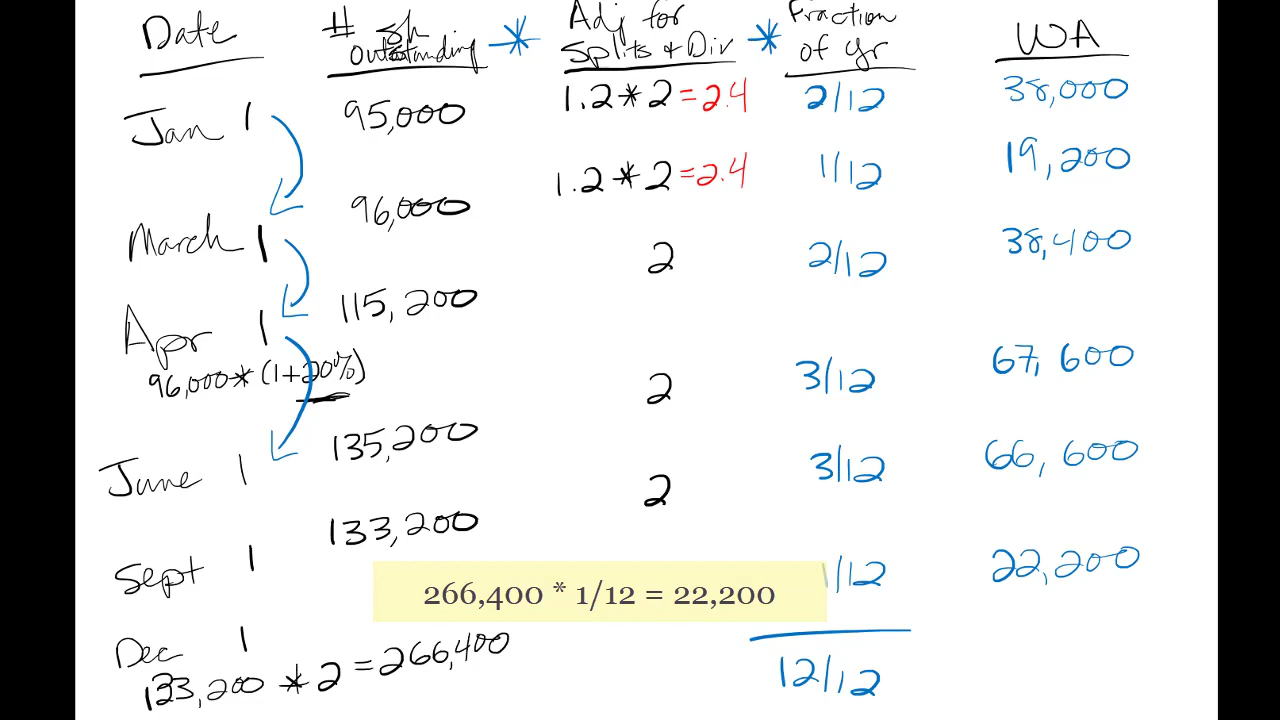 Date # sh Outstanding * Adj for Splits + Div * Fraction of Yr WA
Jan 1 95,000 1.2 * 2 = 2.4 2/12 38,000
March 1 96,000 1.2 * 2 = 2.4 1/12 19,200
Apr 1 115,200 2 2/12 38,400
96,000 * (1+20%)
June 1 135,200 2 3/12 67,600
Sept 1 133,200 2 3/12 66,600
266,400 * 1/12 = 22,200 1/12 22,200
Dec 1
133,200 * 2 = 266,400
12/12